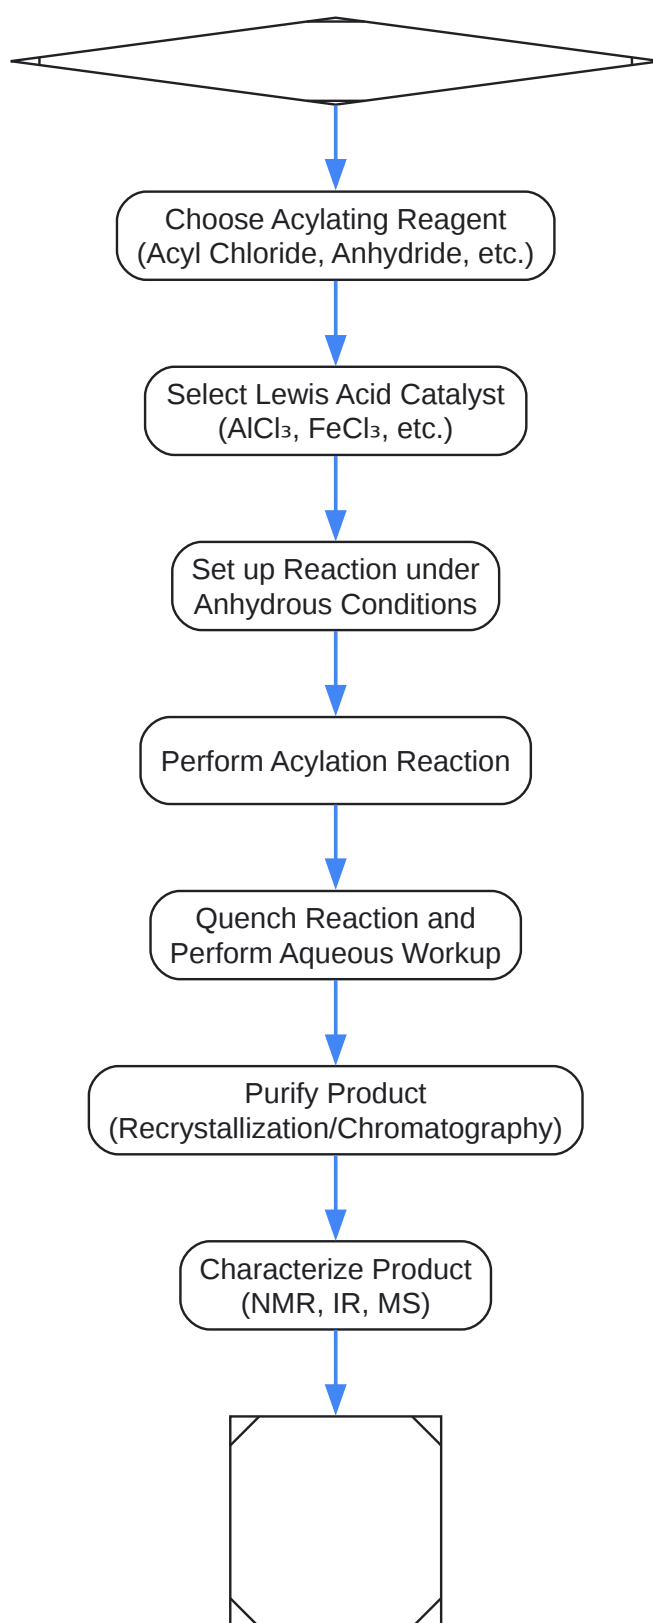 Choose Acylating Reagent
(Acyl Chloride, Anhydride, etc.)
Select Lewis Acid Catalyst
(AlCl₃, FeCl₃, etc.)
Set up Reaction under
Anhydrous Conditions
Perform Acylation Reaction
Quench Reaction and
Perform Aqueous Workup
Purify Product
(Recrystallization/Chromatography)
Characterize Product
(NMR, IR, MS)